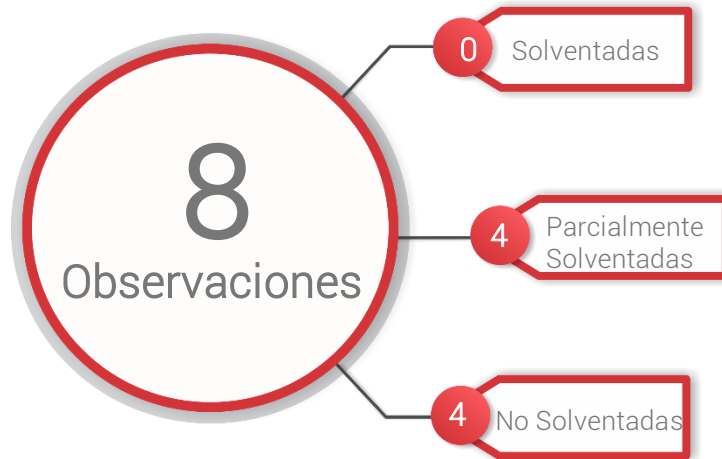 0 Solventadas
8
Observaciones
4 Parcialmente
Solventadas
4 No Solventadas